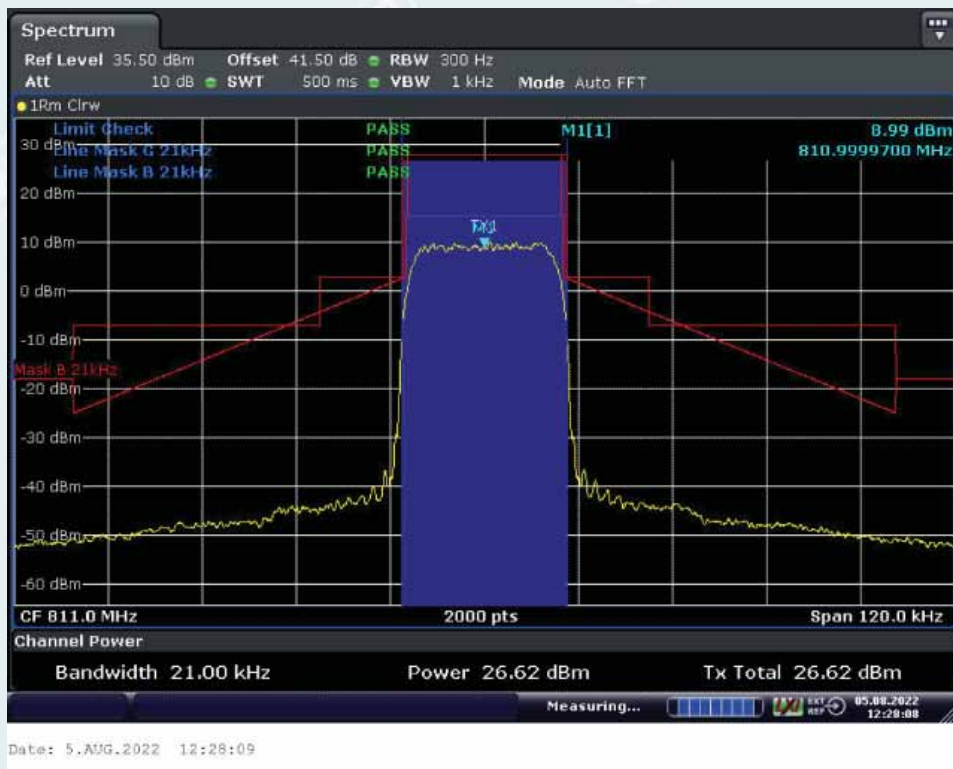 Spectrum
Ref Level 35.50 dBm Offset 41.50 dB RBW 300 Hz
Att 10 dB SWT 500 ms VBW 1 kHz Mode Auto FFT
1Rm Clrw
Limit Check PASS M1[1] 8.99 dBm
30 dBm
Line Mask G 21kHz PASS 810.9999700 MHz
Line Mask B 21kHz PASS
20 dBm
10 dBm
0 dBm
-10 dBm
Mask B 21kHz
-20 dBm
-30 dBm
-40 dBm
-50 dBm
-60 dBm
CF 811.0 MHz 2000 pts Span 120.0 kHz
Channel Power
Bandwidth 21.00 kHz Power 26.62 dBm Tx Total 26.62 dBm
Measuring... EXT REF 05.08.2022 12:28:08
Date: 5.AUG.2022 12:28:09